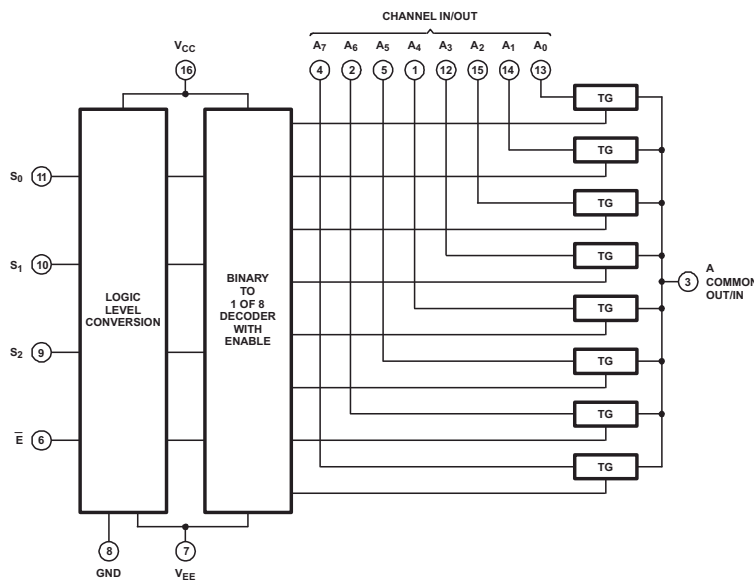 CHANNEL IN/OUT
VCC A7 A6 A5 A4 A3 A2 A1 A0
16 4 2 5 1 12 15 14 13
TG
TG
S0 11
TG
TG
S1 10
BINARY
TO
1 OF 8
DECODER
WITH
ENABLE
LOGIC
LEVEL
CONVERSION
3 A
COMMON
OUT/IN
TG
S2 9
TG
TG
E̅ 6
TG
8 7
GND VEE